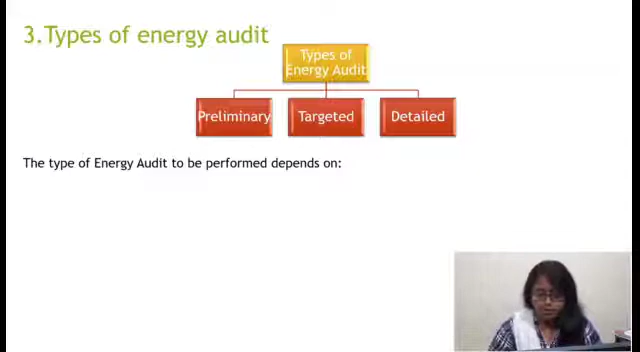 3.Types of energy audit
Types of
Energy Audit
Preliminary
Targeted
Detailed
The type of Energy Audit to be performed depends on: